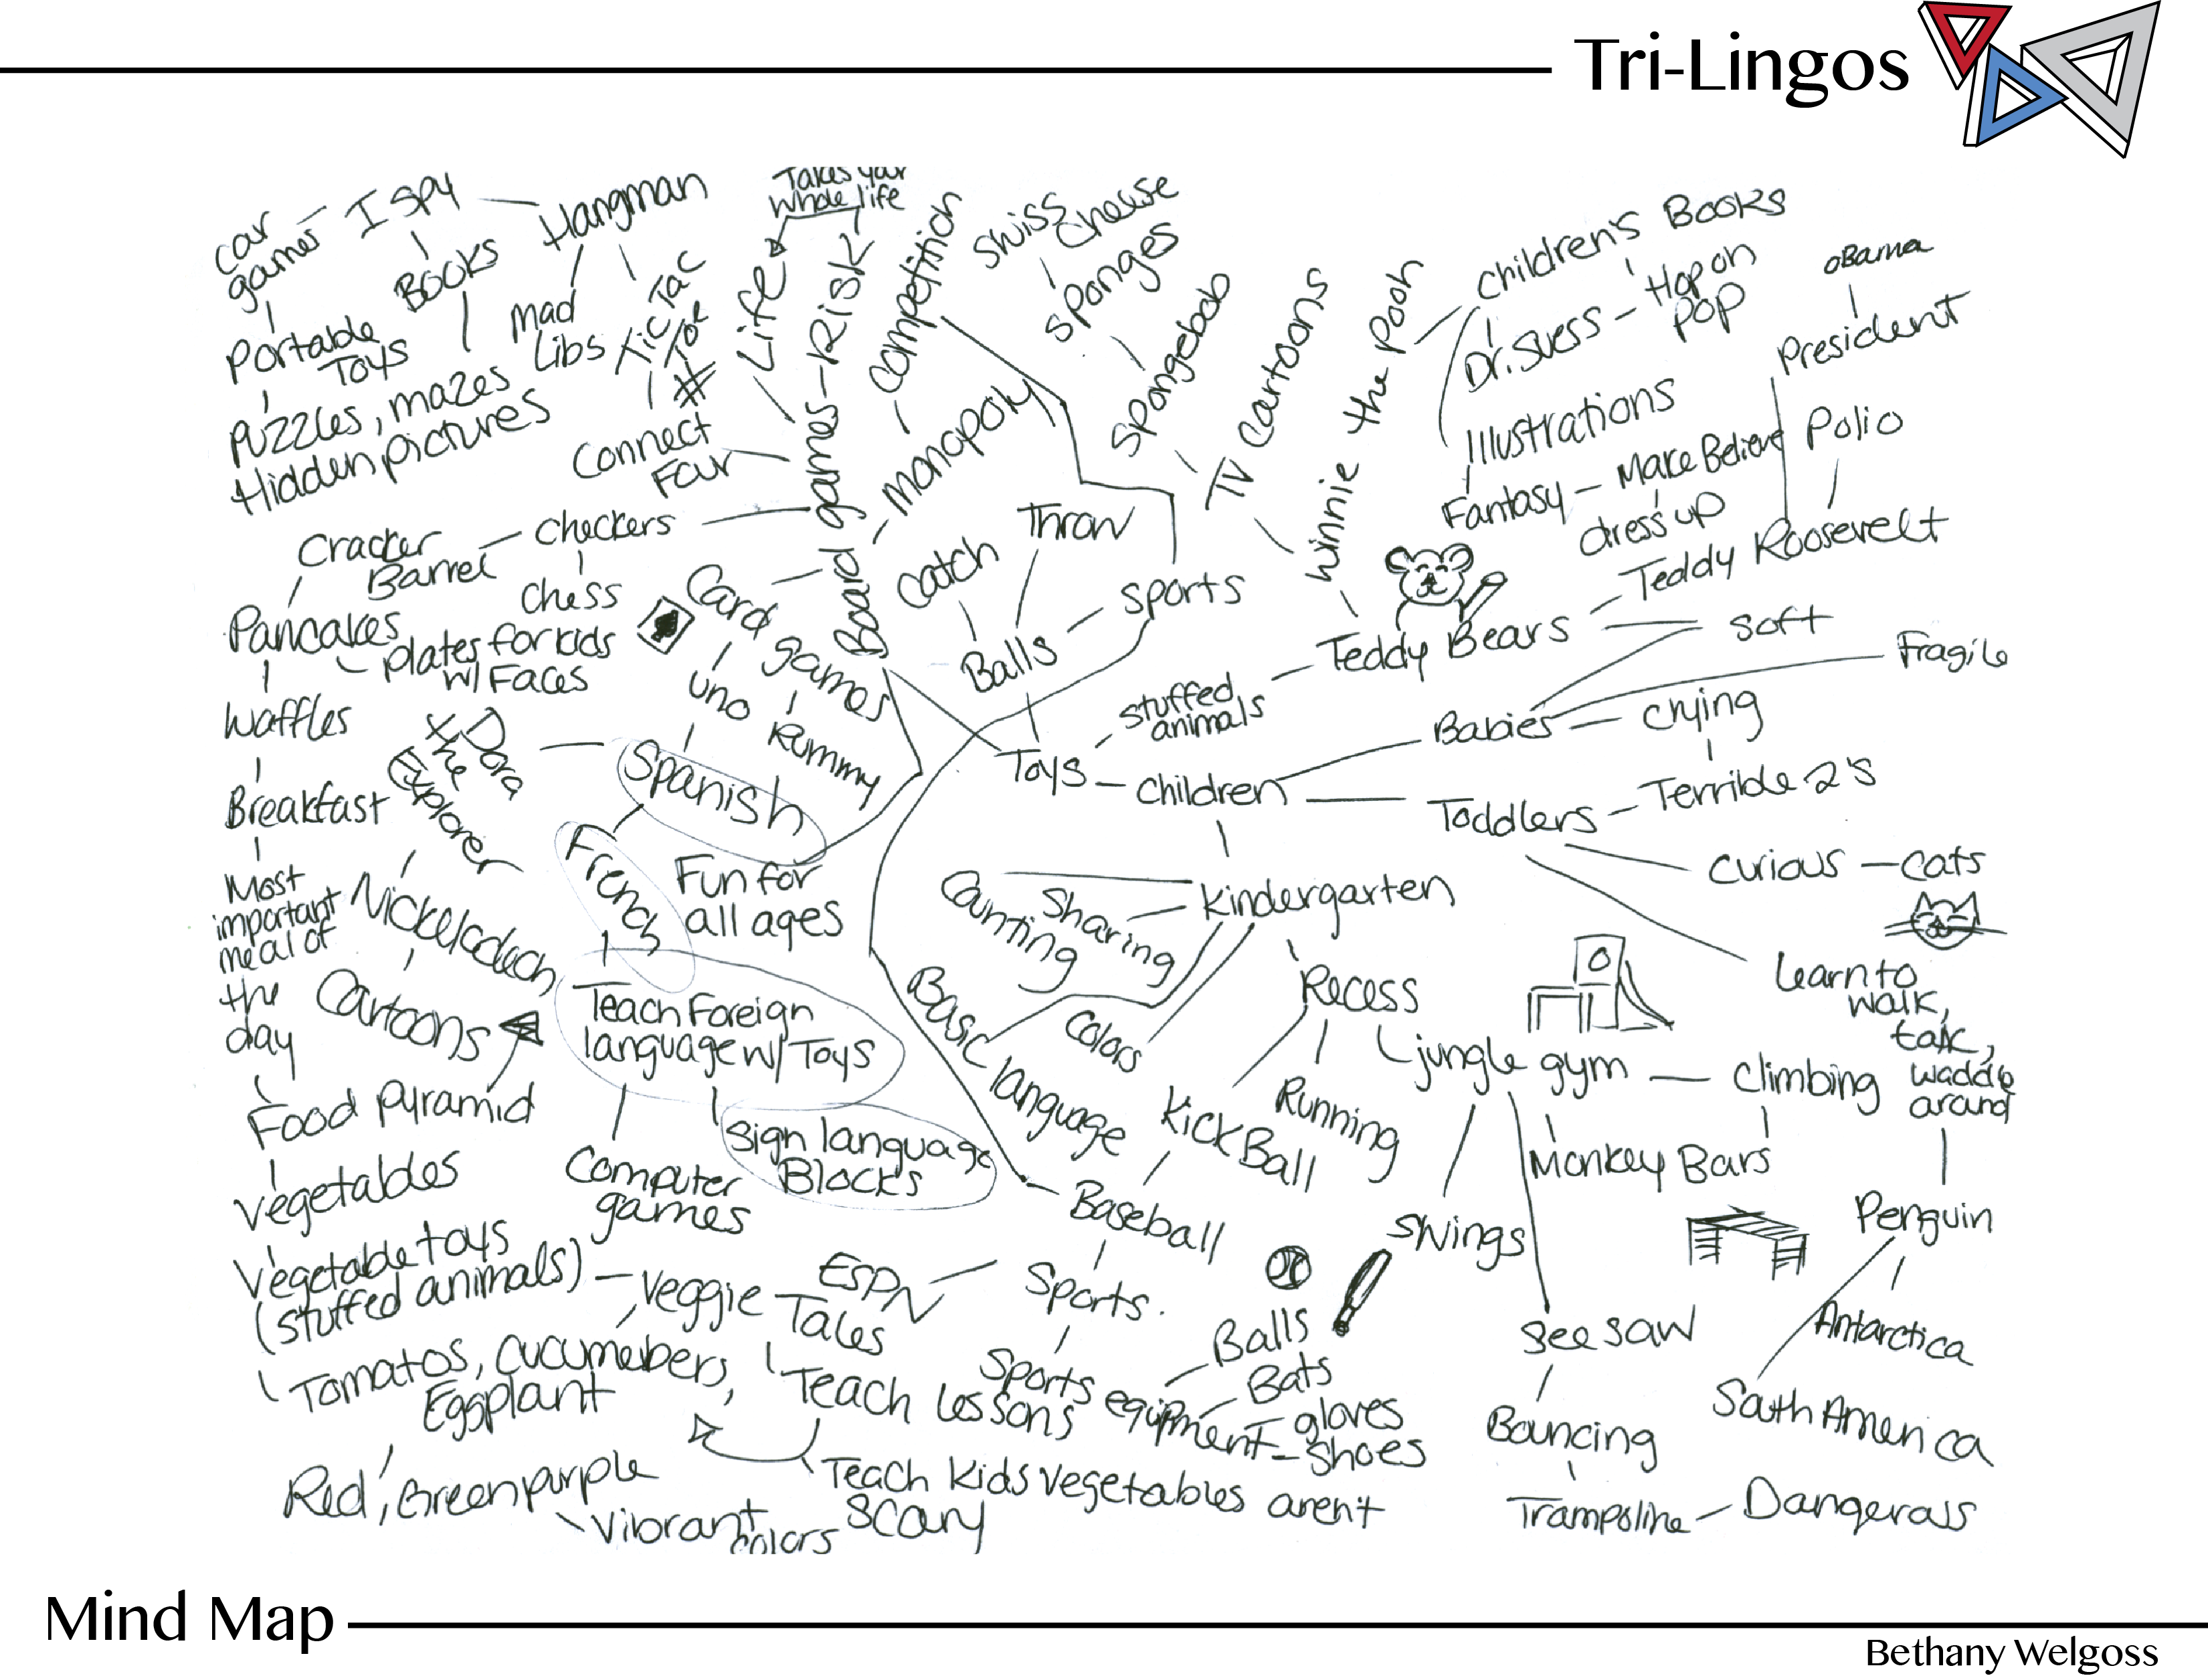 Tri-Lingos
car
games
I spy
Hangman
Takes your
whole life
Books
Portable
Toys
Puzzles, mazes
Hidden pictures
mad
Libs
Tic Tac
Toe
#
Life
Risk
Competition
Connect
Four
Board games
monopoly
Swiss
Cheese
Sponges
Spongebob
TV Cartoons
Winnie the Pooh
Children's Books
Dr. Suess
Hop on
Pop
Illustrations
Fantasy
Make Believe
dress up
oBama
President
Polio
Teddy Roosevelt
Teddy Bears
Soft
Fragile
Cracker
Barrel
Checkers
Chess
Pancakes
plates for kids
w/ Faces
Waffles
Breakfast
Most
important
meal of
the
day
Card games
uno
Rummy
Catch
Throw
Balls
Sports
stuffed
animals
Toys
Children
Babies
Crying
Toddlers
Terrible 2's
Curious
cats
Learn to
walk,
talk,
waddle
around
Penguin
Antarctica
South America
Dora
the
Explorer
Spanish
French
Fun for
all ages
Nickelodeon
Cartoons
Teach Foreign
language w/ Toys
Sign language
Blocks
Computer
games
Kindergarten
Counting
Sharing
Basic language
Colors
Recess
Kick Ball
Running
jungle gym
Climbing
Monkey Bars
Swings
See saw
Bouncing
Trampoline
Dangerous
Baseball
Sports.
ESPN
Sports equipment
Balls
Bats
gloves
shoes
Food Pyramid
Vegetables
Vegetable toys
(stuffed animals)
Veggie
Tales
Tomatos, cucumebers,
Eggplant
Teach lessons
Teach Kids vegetables arent
scary
Red, Green purple
Vibrant
colors
Mind Map
Bethany Welgoss